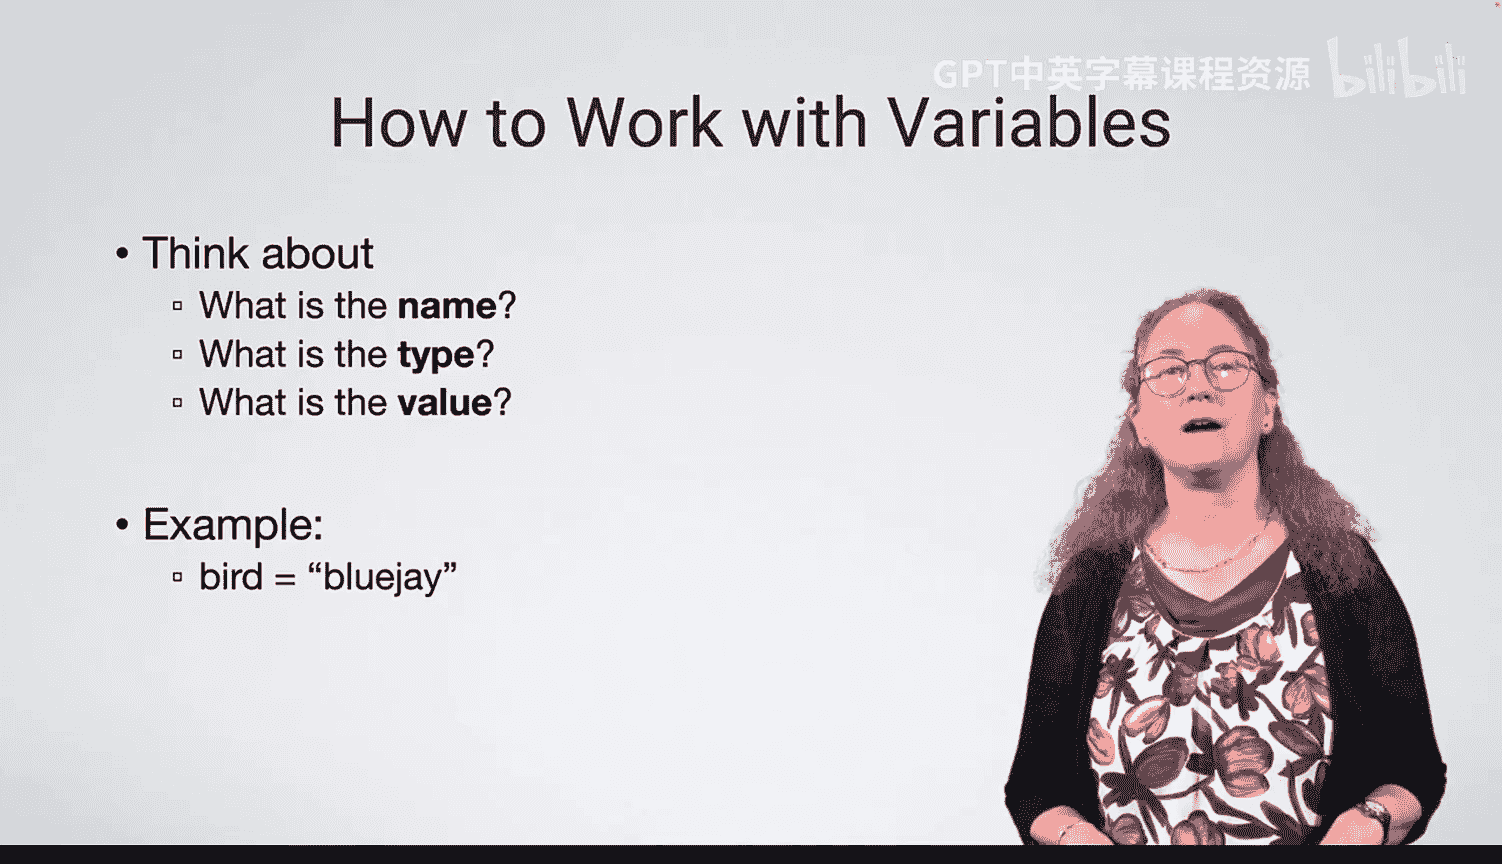 GPT中英字幕课程资源 bilibili
How to Work with Variables
• Think about
▫ What is the name?
▫ What is the type?
▫ What is the value?
• Example:
▫ bird = “bluejay”